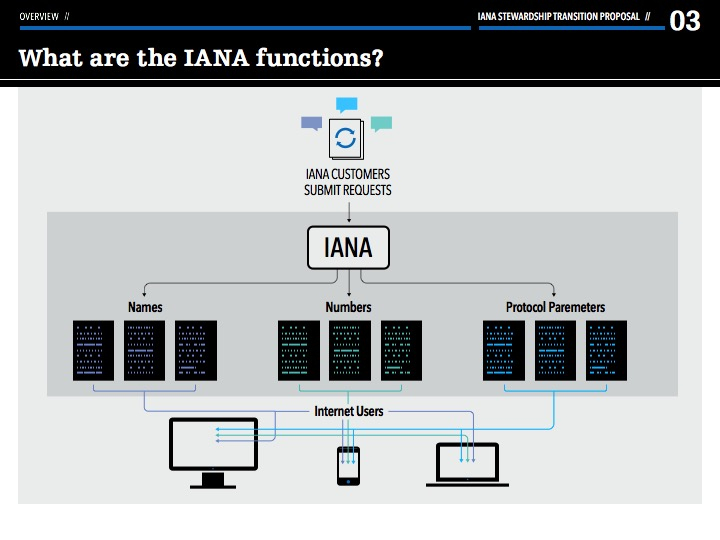 OVERVIEW //
IANA STEWARDSHIP TRANSITION PROPOSAL //
03
What are the IANA functions?
IANA CUSTOMERS
SUBMIT REQUESTS
IANA
Names
Numbers
Protocol Paremeters
Internet Users